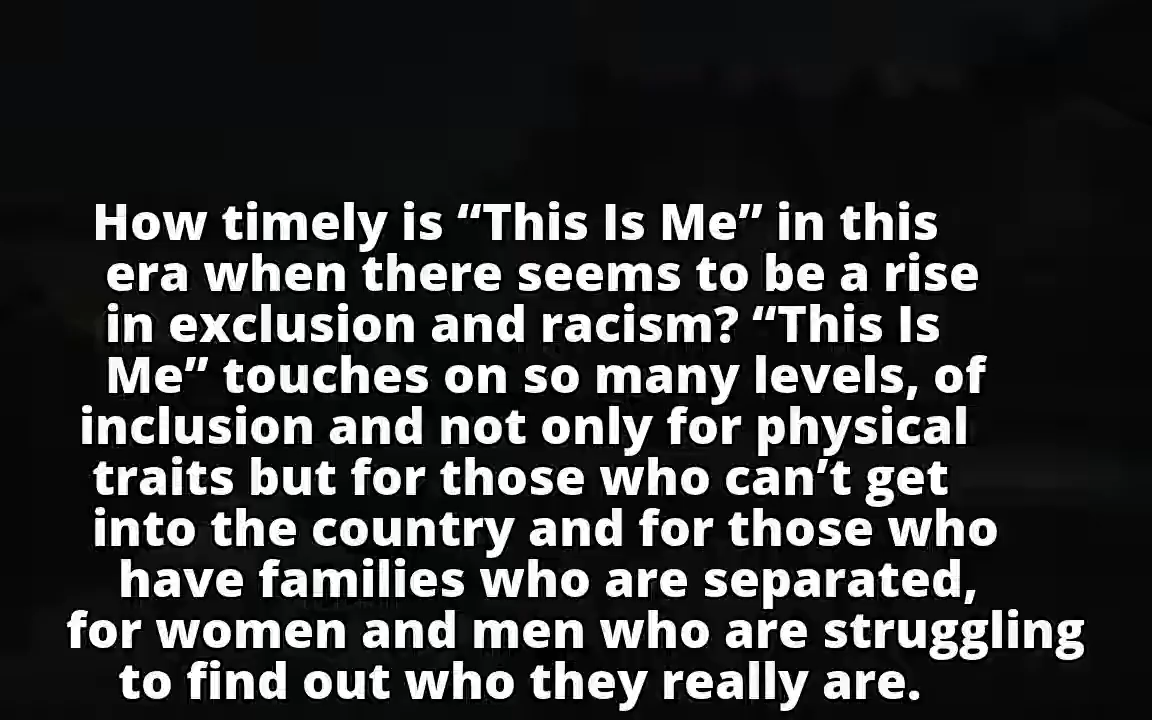 How timely is “This Is Me” in this
era when there seems to be a rise
in exclusion and racism? “This Is
Me” touches on so many levels, of
inclusion and not only for physical
traits but for those who can’t get
into the country and for those who
have families who are separated,
for women and men who are struggling
to find out who they really are.